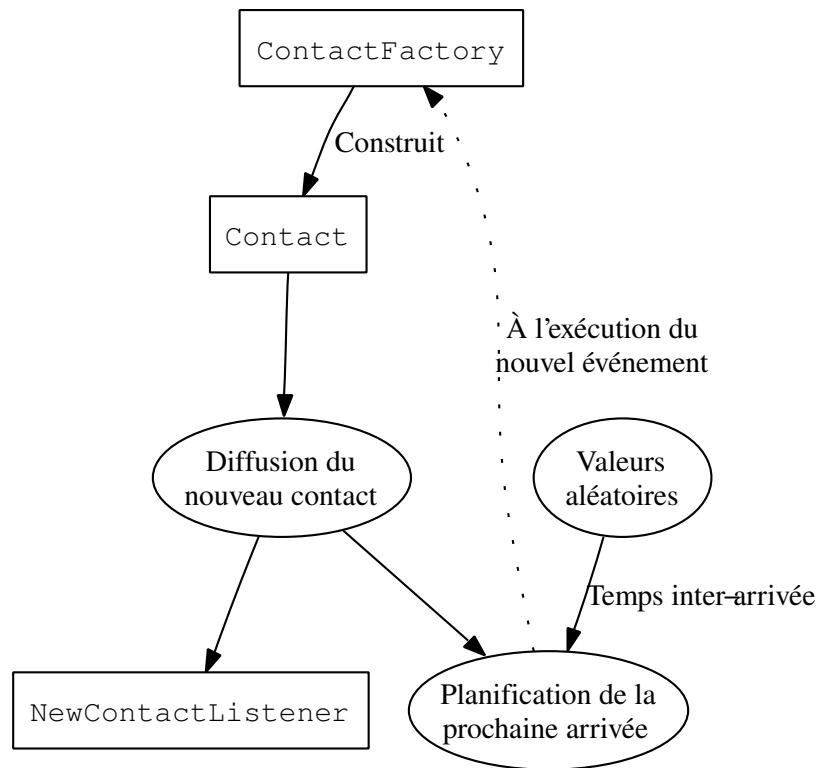 ContactFactory
Construit
Contact
À l'exécution du
nouvel événement
Diffusion du
nouveau contact
Valeurs
aléatoires
Temps inter-arrivée
NewContactListener
Planification de la
prochaine arrivée